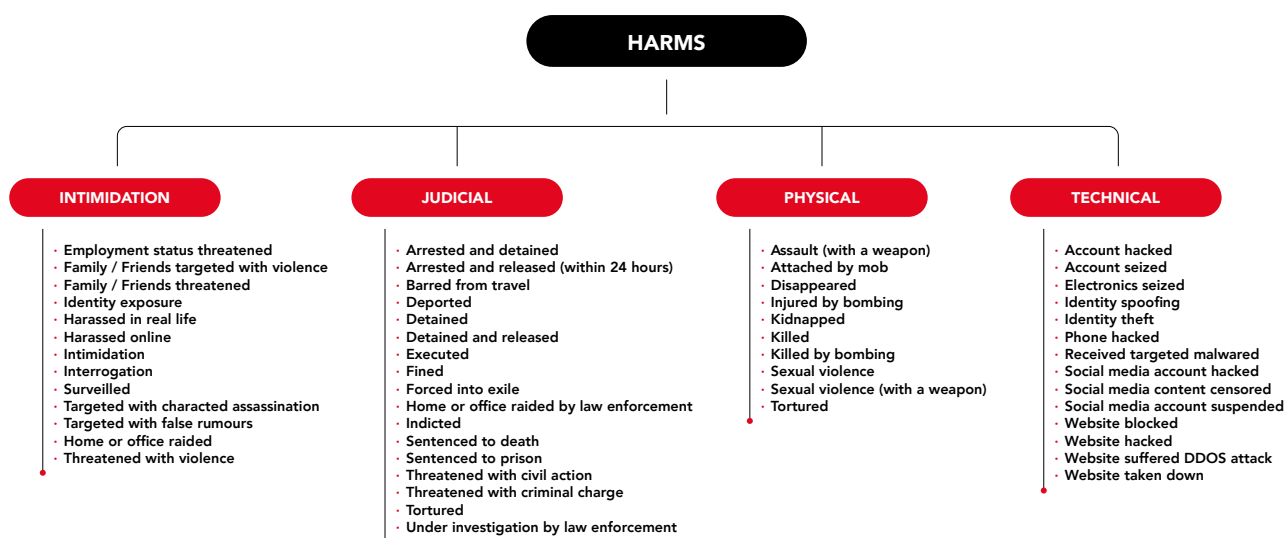 HARMS
INTIMIDATION
· Employment status threatened
· Family / Friends targeted with violence
· Family / Friends threatened
· Identity exposure
· Harassed in real life
· Harassed online
· Intimidation
· Interrogation
· Surveilled
· Targeted with characted assassination
· Targeted with false rumours
· Home or office raided
· Threatened with violence
JUDICIAL
· Arrested and detained
· Arrested and released (within 24 hours)
· Barred from travel
· Deported
· Detained
· Detained and released
· Executed
· Fined
· Forced into exile
· Home or office raided by law enforcement
· Indicted
· Sentenced to death
· Sentenced to prison
· Threatened with civil action
· Threatened with criminal charge
· Tortured
· Under investigation by law enforcement
PHYSICAL
· Assault (with a weapon)
· Attached by mob
· Disappeared
· Injured by bombing
· Kidnapped
· Killed
· Killed by bombing
· Sexual violence
· Sexual violence (with a weapon)
· Tortured
TECHNICAL
· Account hacked
· Account seized
· Electronics seized
· Identity spoofing
· Identity theft
· Phone hacked
· Received targeted malwared
· Social media account hacked
· Social media content censored
· Social media account suspended
· Website blocked
· Website hacked
· Website suffered DDOS attack
· Website taken down